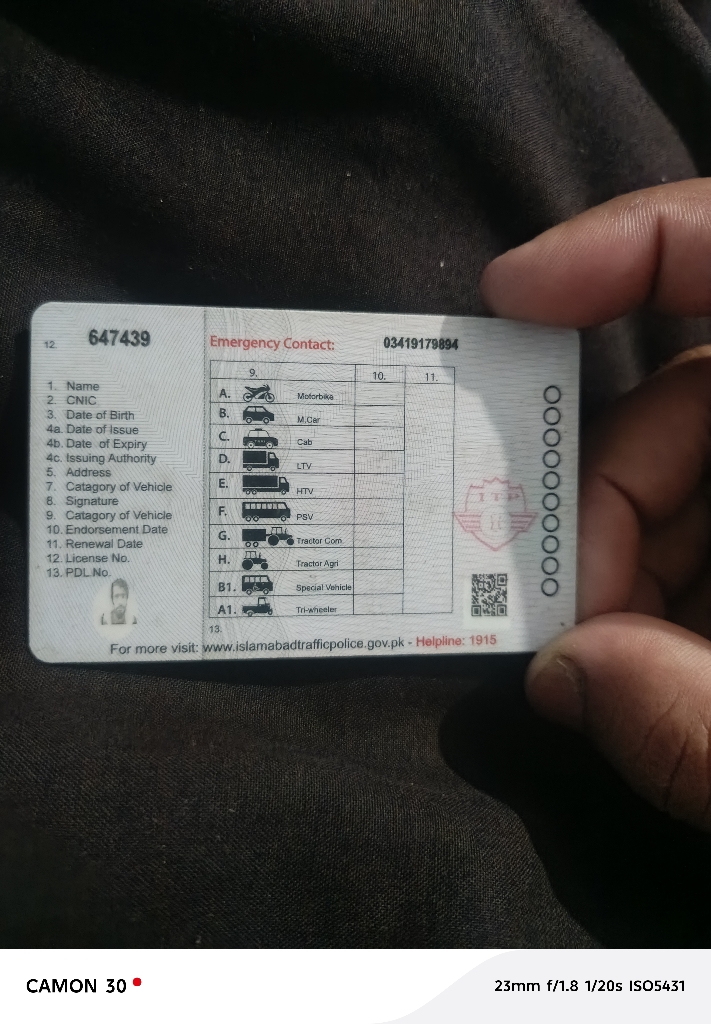 12. 647439
Emergency Contact: 03419179894
1. Name
2. CNIC
3. Date of Birth
4a. Date of Issue
4b. Date of Expiry
4c. Issuing Authority
5. Address
7. Catagory of Vehicle
8. Signature
9. Catagory of Vehicle
10. Endorsement Date
11. Renewal Date
12. License No.
13. PDL No.
9. 10. 11.
A. Motorbike
B. M.Car
C. Cab
D. LTV
E. HTV
F. PSV
G. Tractor Com
H. Tractor Agri
B1. Special Vehicle
A1. Tri-wheeler
13.
ITP
For more visit: www.islamabadtrafficpolice.gov.pk - Helpline: 1915
CAMON 30
23mm f/1.8 1/20s ISO5431